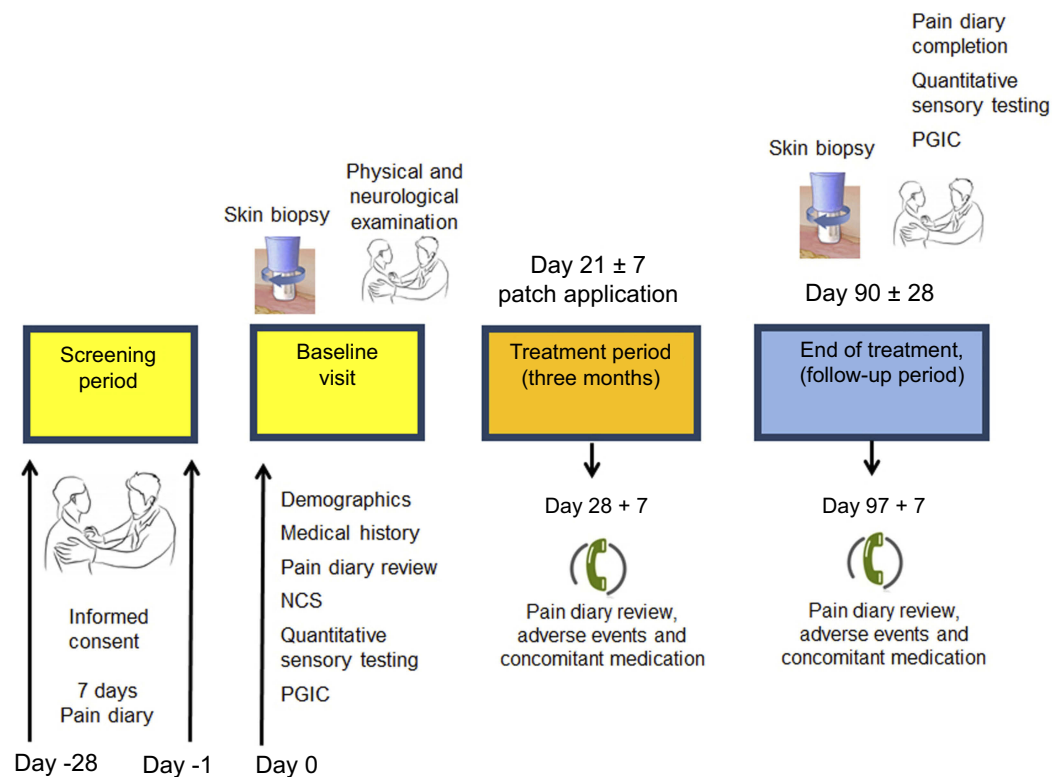 Pain diary
completion
Quantitative
sensory testing
PGIC
Skin biopsy
Physical and
neurological
examination
Skin biopsy
Day 21 ± 7
patch application
Day 90 ± 28
Screening
period
Baseline
visit
Treatment period
(three months)
End of treatment,
(follow-up period)
Informed
consent
7 days
Pain diary
Demographics
Medical history
Pain diary review
NCS
Quantitative
sensory testing
PGIC
Day 28 + 7
Pain diary review,
adverse events and
concomitant medication
Day 97 + 7
Pain diary review,
adverse events and
concomitant medication
Day -28
Day -1
Day 0